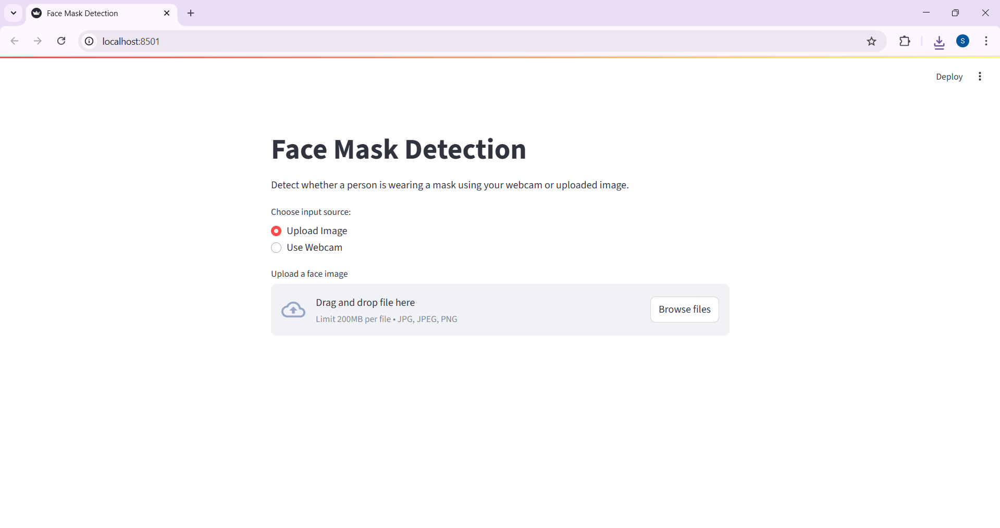 Face Mask Detection
localhost:8501
S
Deploy
Face Mask Detection
Detect whether a person is wearing a mask using your webcam or uploaded image.
Choose input source:
Upload Image
Use Webcam
Upload a face image
Drag and drop file here
Limit 200MB per file • JPG, JPEG, PNG
Browse files